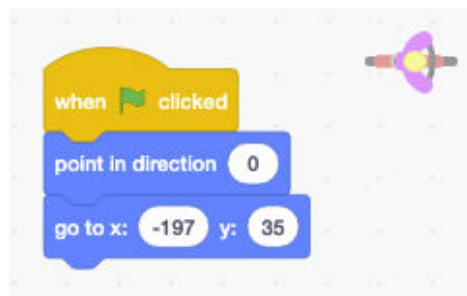 when clicked
point in direction 0
go to x: -197 y: 35